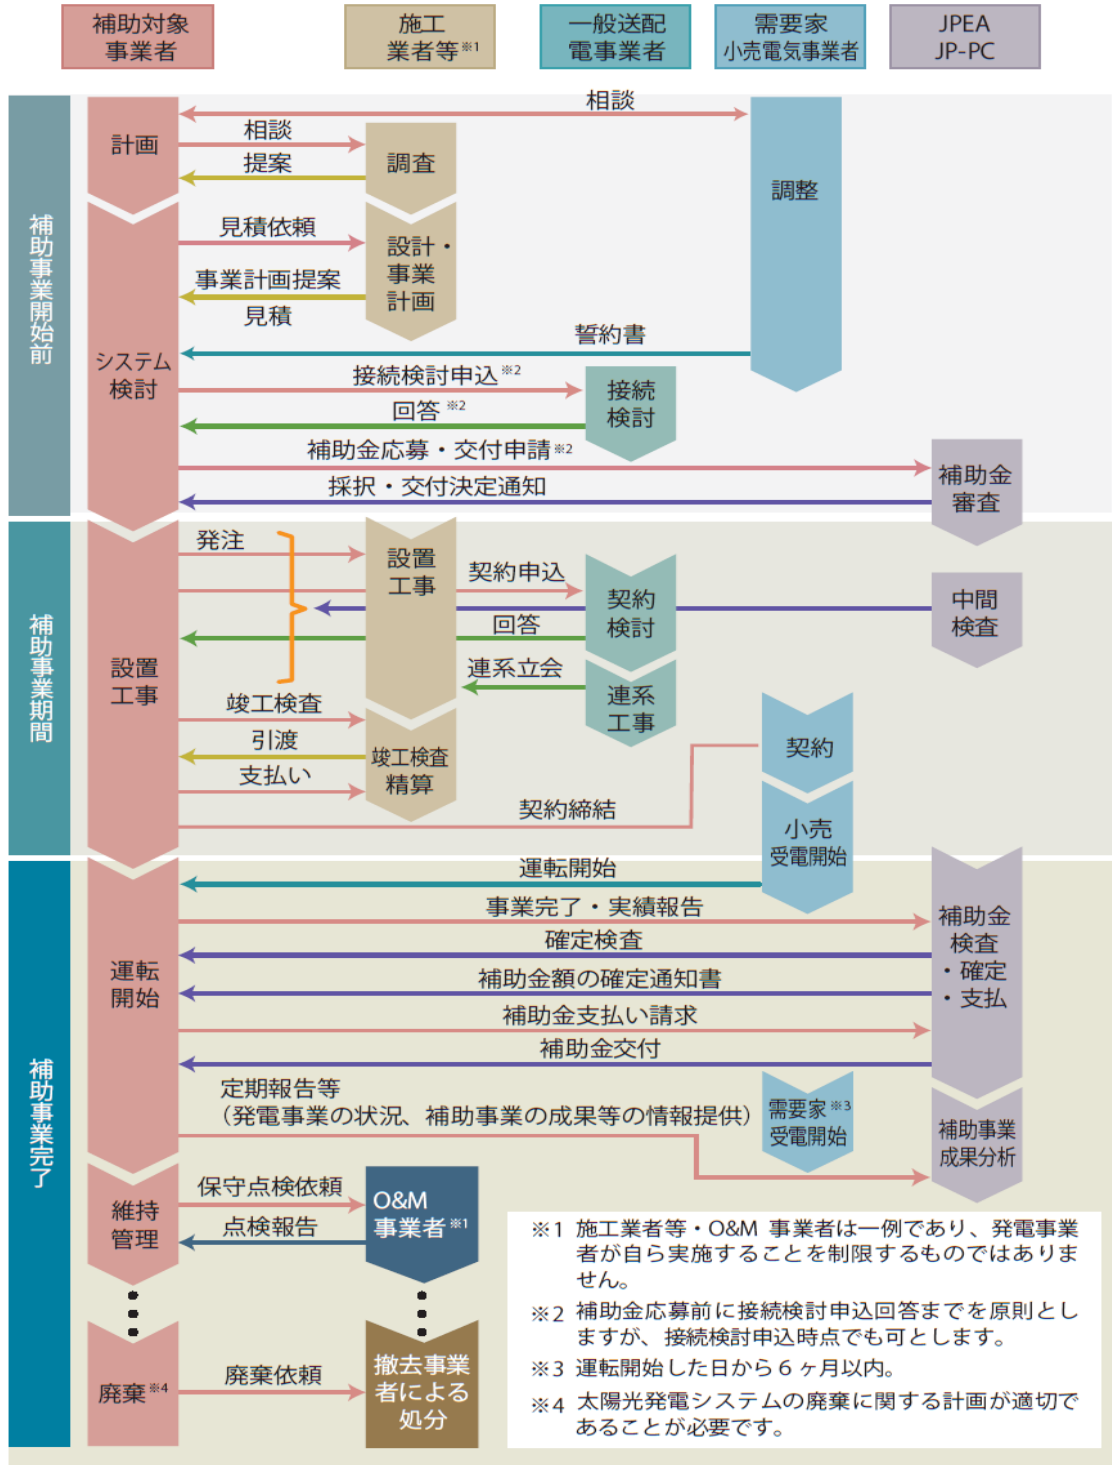 補助対象
事業者
施工
業者等※1
一般送配
電事業者
需要家
小売電気事業者
JPEA
JP-PC
補助事業開始前
計画
相談
相談
提案
調査
調整
見積依頼
事業計画提案
見積
設計・
事業
計画
システム
検討
誓約書
接続検討申込※2
回答※2
接続
検討
補助金応募・交付申請※2
採択・交付決定通知
補助金
審査
補助事業期間
設置
工事
発注
設置
工事
契約申込
回答
契約
検討
中間
検査
連系立会
連系
工事
竣工検査
引渡
支払い
竣工検査
精算
契約締結
契約
小売
受電開始
補助事業完了
運転
開始
運転開始
事業完了・実績報告
確定検査
補助金額の確定通知書
補助金支払い請求
補助金交付
補助金
検査
・確定
・支払
定期報告等
(発電事業の状況、補助事業の成果等の情報提供)
需要家※3
受電開始
補助事業
成果分析
維持
管理
保守点検依頼
点検報告
O&M
事業者※1
廃棄※4
廃棄依頼
撤去事業
者による
処分
※1 施工業者等・O&M 事業者は一例であり、発電事業
者が自ら実施することを制限するものではありま
せん。
※2 補助金応募前に接続検討申込回答までを原則とし
ますが、接続検討申込時点でも可とします。
※3 運転開始した日から6ヶ月以内。
※4 太陽光発電システムの廃棄に関する計画が適切で
あることが必要です。